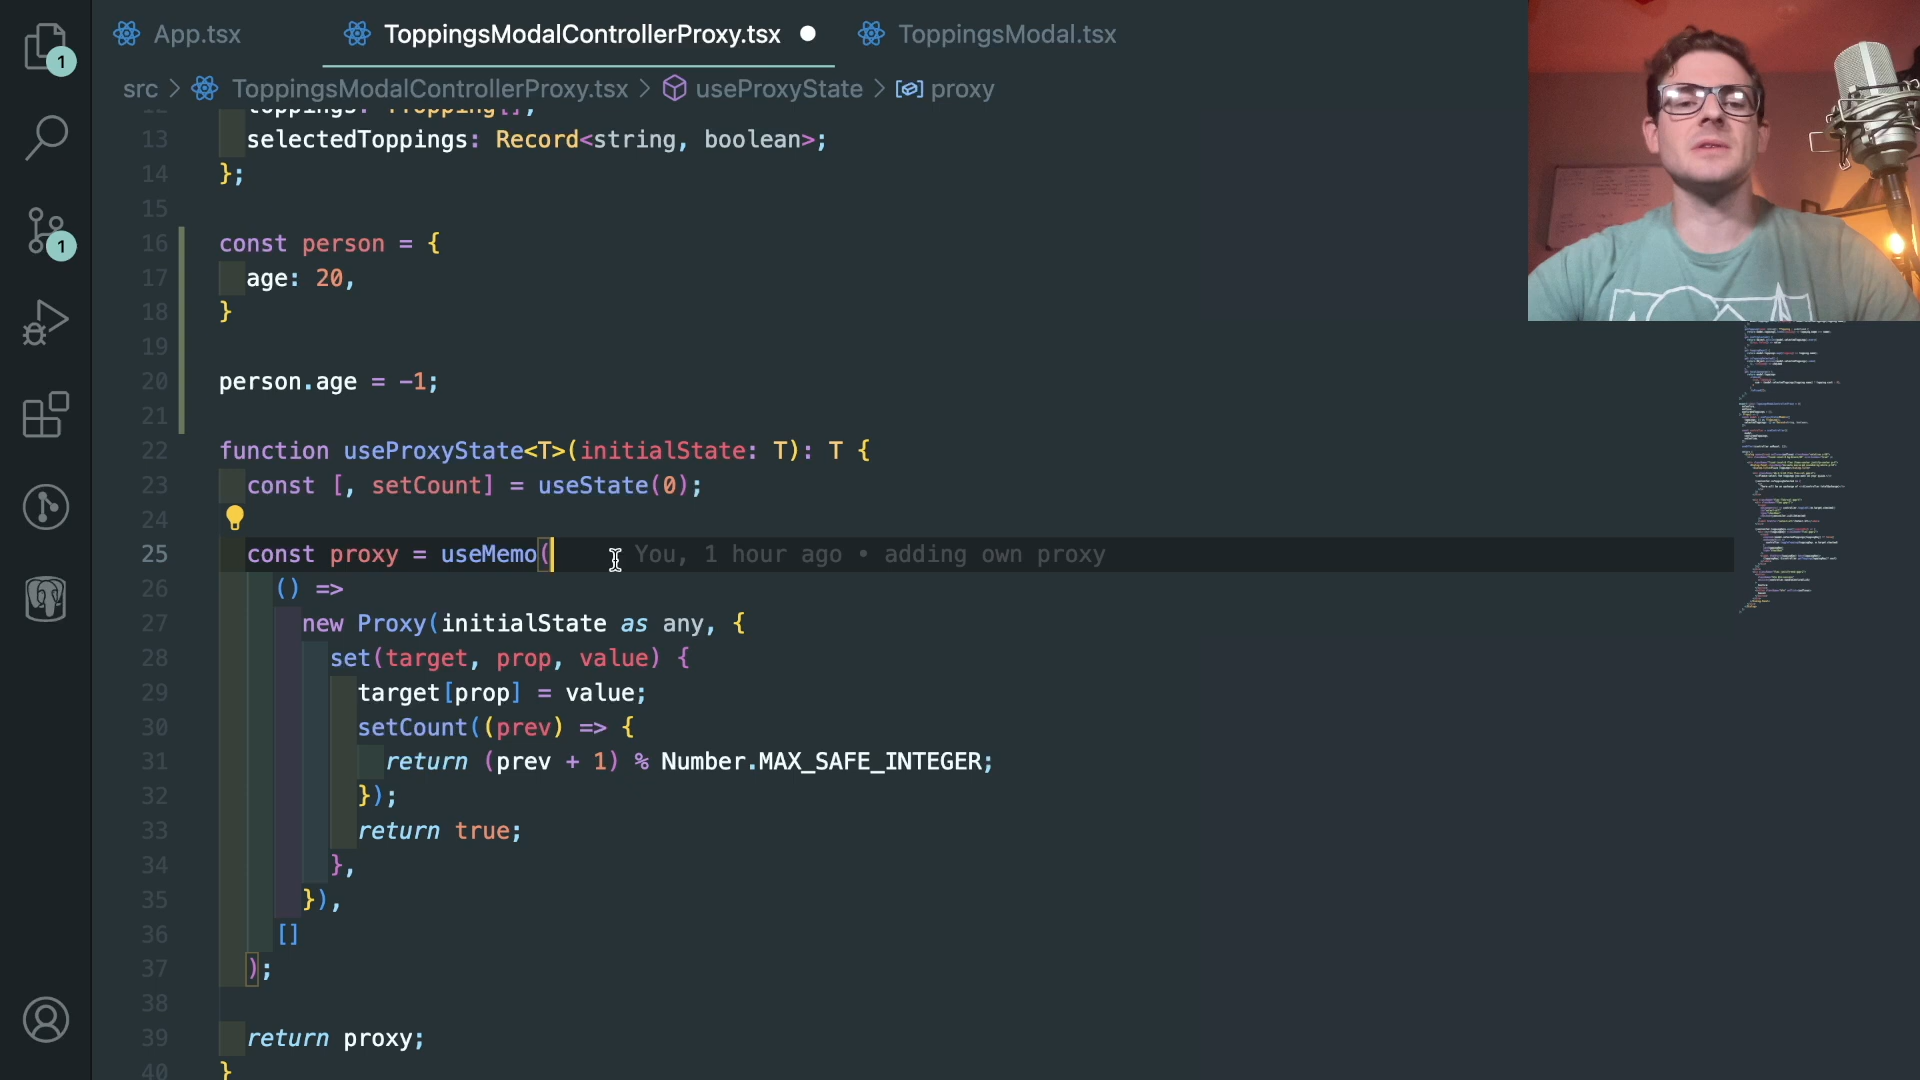 App.tsx
ToppingsModalControllerProxy.tsx
ToppingsModal.tsx
src > ToppingsModalControllerProxy.tsx > useProxyState > proxy
1
1
toppings: Topping[];
13 selectedToppings: Record<string, boolean>;
14 };
15
16 const person = {
17 age: 20,
18 }
19
20 person.age = -1;
21
22 function useProxyState<T>(initialState: T): T {
23 const [, setCount] = useState(0);
24
25 const proxy = useMemo( You, 1 hour ago • adding own proxy
26 () =>
27 new Proxy(initialState as any, {
28 set(target, prop, value) {
29 target[prop] = value;
30 setCount((prev) => {
31 return (prev + 1) % Number.MAX_SAFE_INTEGER;
32 });
33 return true;
34 },
35 }),
36 []
37 );
38
39 return proxy;
40 }